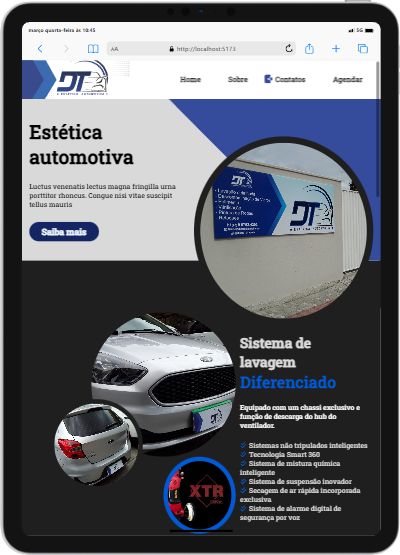 março quarta-feira às 10:45
5G
AA
http://localhost:5173
DT
ESTÉTICA AUTOMOTIVA
Home
Sobre
Contatos
Agendar
Estética
automotiva
Luctus venenatis lectus magna fringilla urna
porttitor rhoncus. Congue nisi vitae suscipit
tellus mauris
Saiba mais
DT
Sistema de
lavagem
Diferenciado
Equipado com um chassi exclusivo e
função de descarga do hub do
ventilador.
Sistemas não tripulados inteligentes
Tecnologia Smart 360
Sistema de mistura química
inteligente
Sistema de suspensão inovador
Secagem de ar rápida incorporada
exclusiva
Sistema de alarme digital de
segurança por voz
XTR